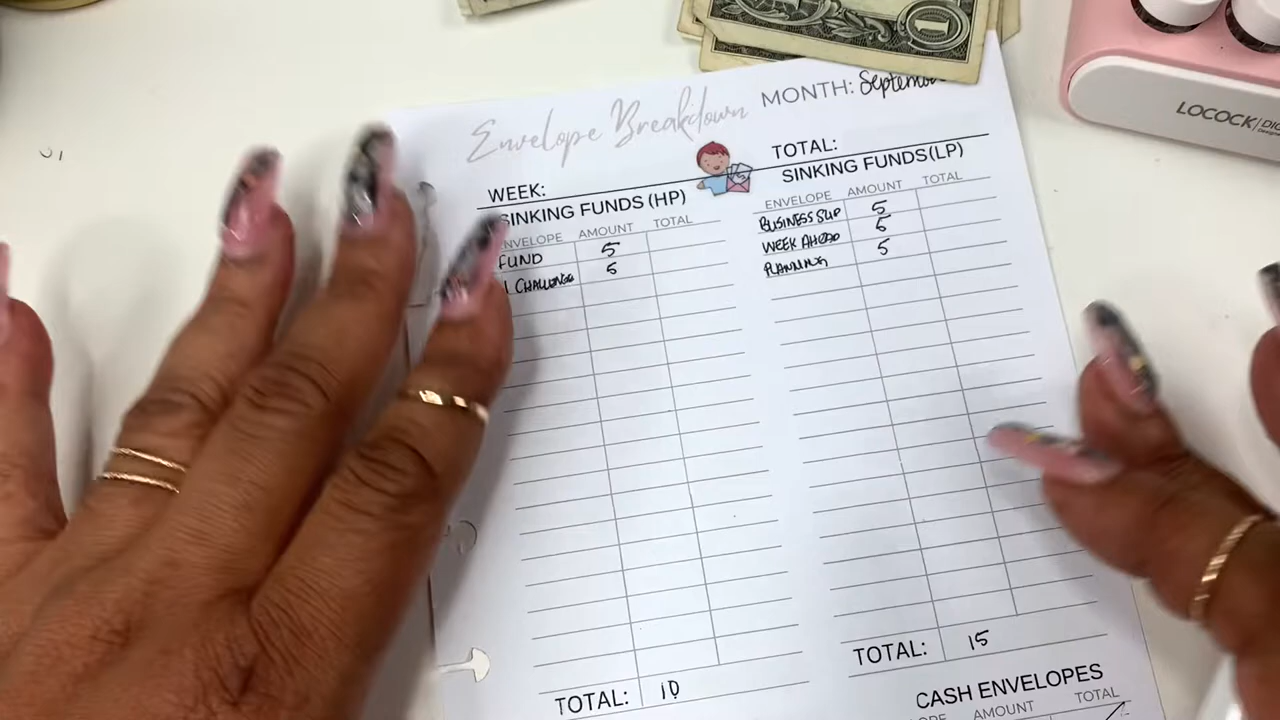 Envelope Breakdown
MONTH:
WEEK:
TOTAL:
SINKING FUNDS (HP)
ENVELOPE AMOUNT TOTAL
FUND 5
CHALLENGE 5
TOTAL: 10
SINKING FUNDS(LP)
ENVELOPE AMOUNT TOTAL
BUSINESS SUP 5
WEEK AHEAD 5
PLANNING 5
TOTAL: 15
CASH ENVELOPES
AMOUNT TOTAL
LOCOCK
1